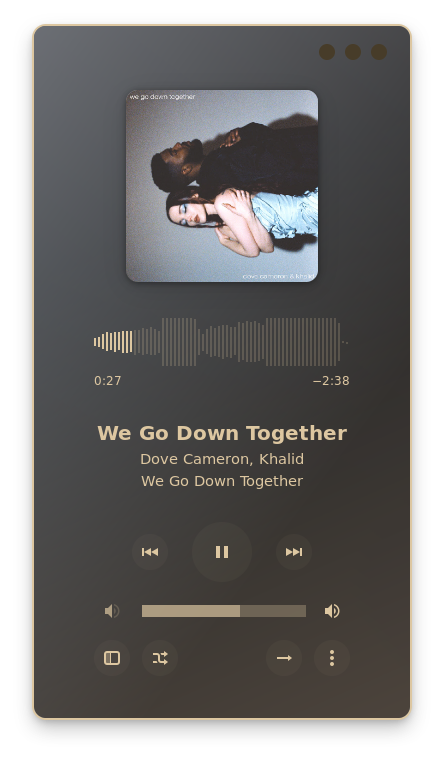 we go down together
dove cameron & khalid
0:27
−2:38
We Go Down Together
Dove Cameron, Khalid
We Go Down Together